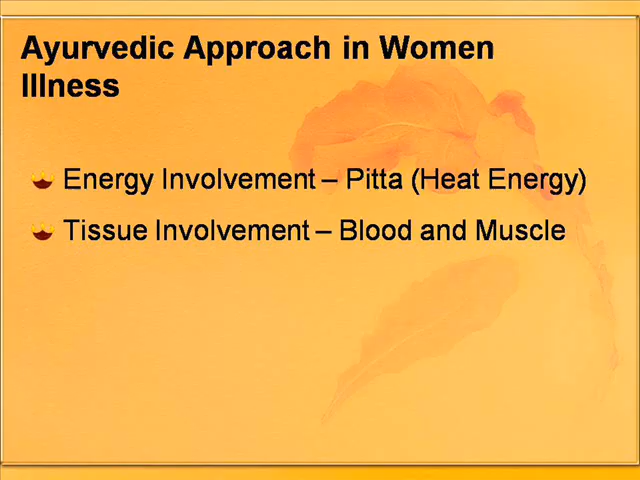 Ayurvedic Approach in Women
Illness
Energy Involvement – Pitta (Heat Energy)
Tissue Involvement – Blood and Muscle